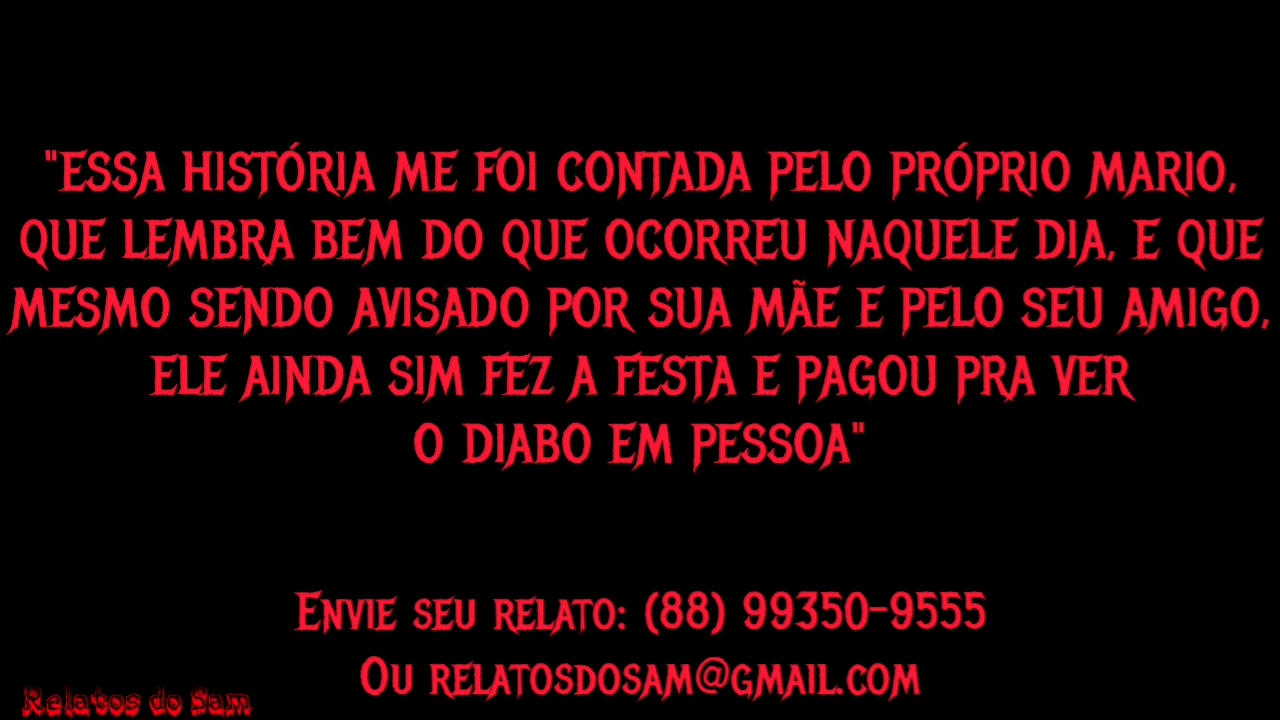 "ESSA HISTÓRIA ME FOI CONTADA PELO PRÓPRIO MARIO,
QUE LEMBRA BEM DO QUE OCORREU NAQUELE DIA, E QUE
MESMO SENDO AVISADO POR SUA MÃE E PELO SEU AMIGO,
ELE AINDA SIM FEZ A FESTA E PAGOU PRA VER
O DIABO EM PESSOA"
ENVIE SEU RELATO: (88) 99350-9555
OU RELATOSDOSAM@GMAIL.COM
Relatos do Sam